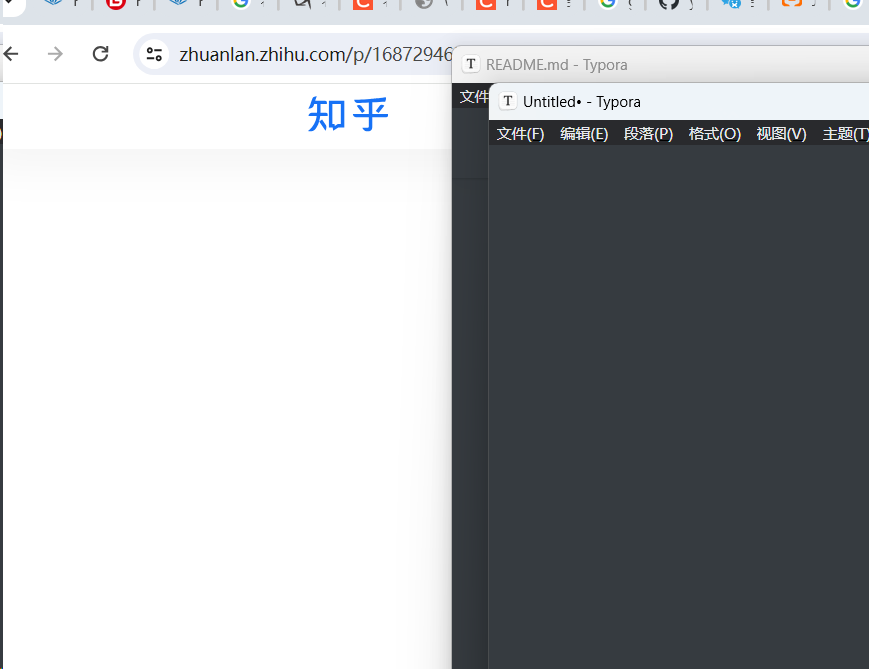 zhuanlan.zhihu.com/p/16872946
知乎
README.md - Typora
文件
Untitled• - Typora
文件(F) 编辑(E) 段落(P) 格式(O) 视图(V) 主题(T)